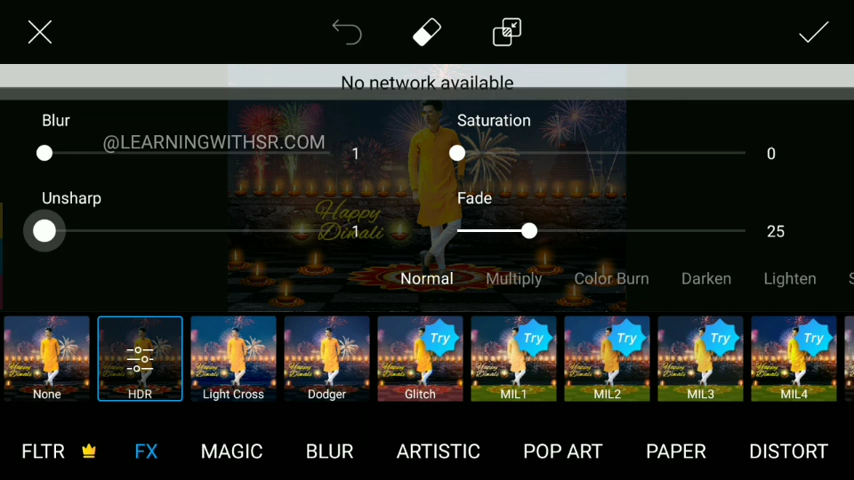 No network available
Blur
Saturation
@LEARNINGWITHSR.COM
1
0
Unsharp
Fade
Happy
Diwali
1
25
Normal Multiply Color Burn Darken Lighten S
Try Try Try Try Try
None HDR Light Cross Dodger Glitch MIL1 MIL2 MIL3 MIL4
FLTR FX MAGIC BLUR ARTISTIC POP ART PAPER DISTORT